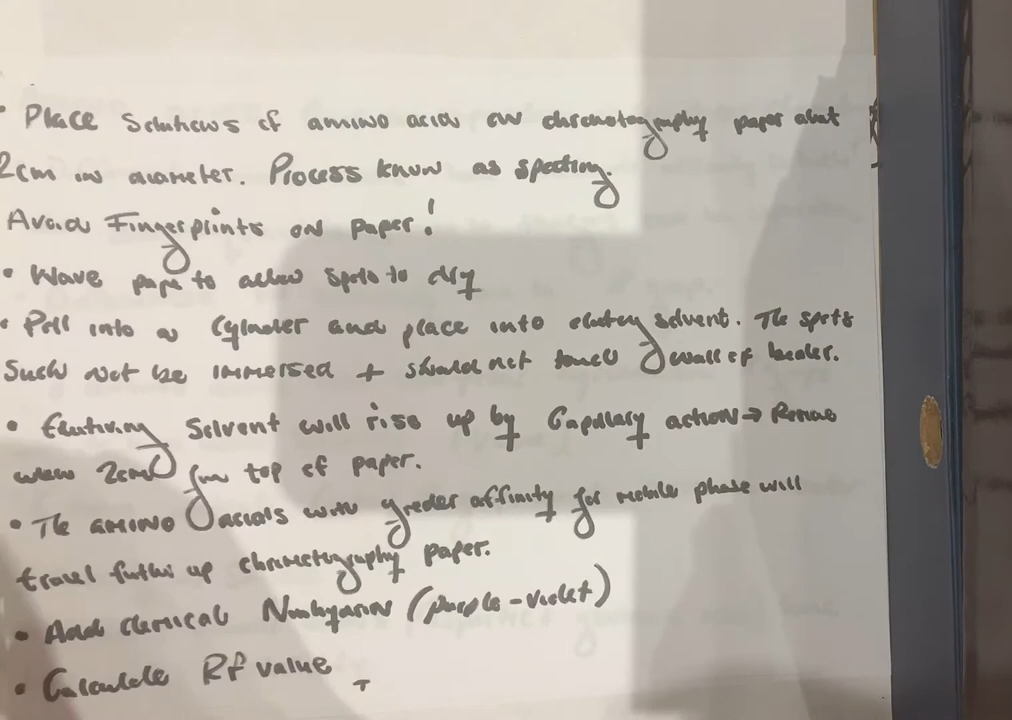 • Place Solutions of amino acid on chromatography paper about
2cm in diameter. Process known as spotting.
Avoid Fingerprints on paper!
• Wave paper to allow spots to dry
• Roll into a Cylinder and place into eluting solvent. The spots
Such not be immersed + should not touch wall of beaker.
• Eluting Solvent will rise up by Capillary action → Remove
when 2cm from top of paper.
• The amino acids with greater affinity for mobile phase will
travel further up chromatography paper.
• Add chemical Ninhydrin (purple-violet)
• Calculate Rf value